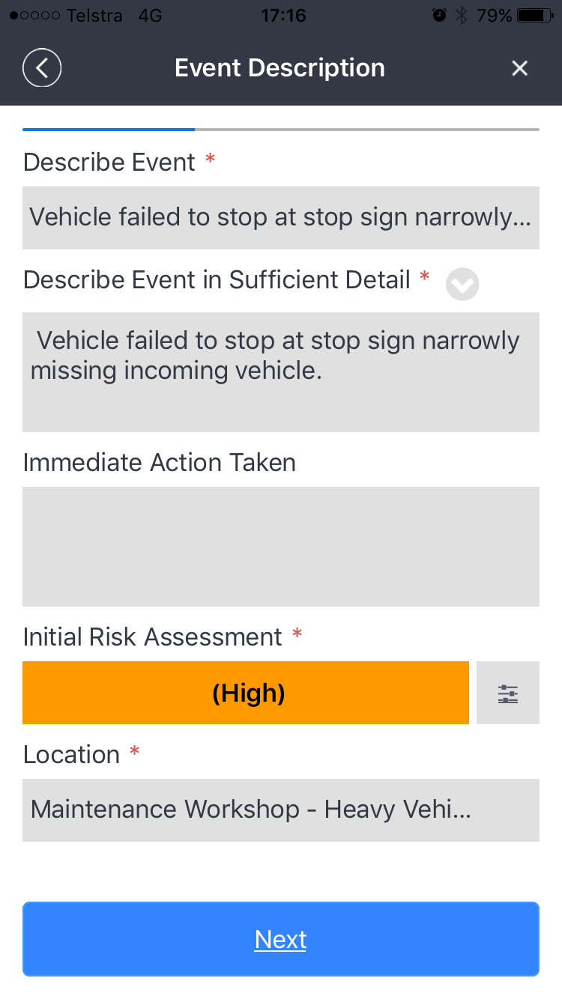 Telstra 4G 17:16 79%
Event Description
Describe Event *
Vehicle failed to stop at stop sign narrowly...
Describe Event in Sufficient Detail *
Vehicle failed to stop at stop sign narrowly
missing incoming vehicle.
Immediate Action Taken
Initial Risk Assessment *
(High)
Location *
Maintenance Workshop - Heavy Vehi...
Next